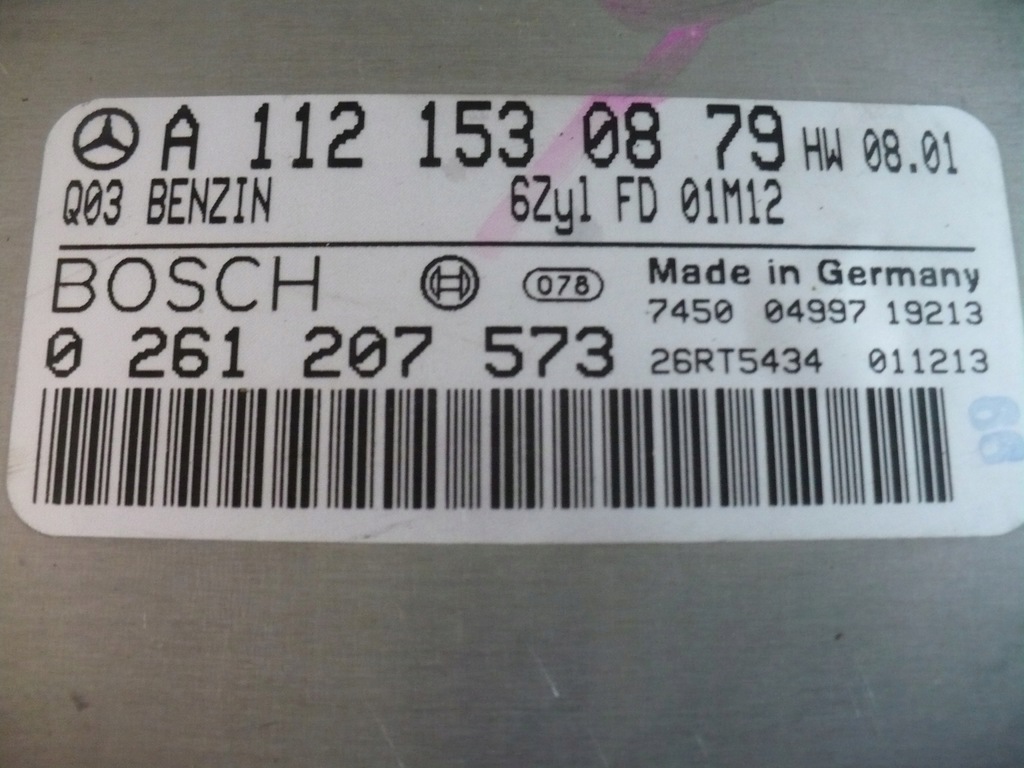 A 112 153 08 79 HW 08.01
Q03 BENZIN 6Zyl FD 01M12
BOSCH 078 Made in Germany
7450 04997 19213
0 261 207 573 26RT5434 011213
66